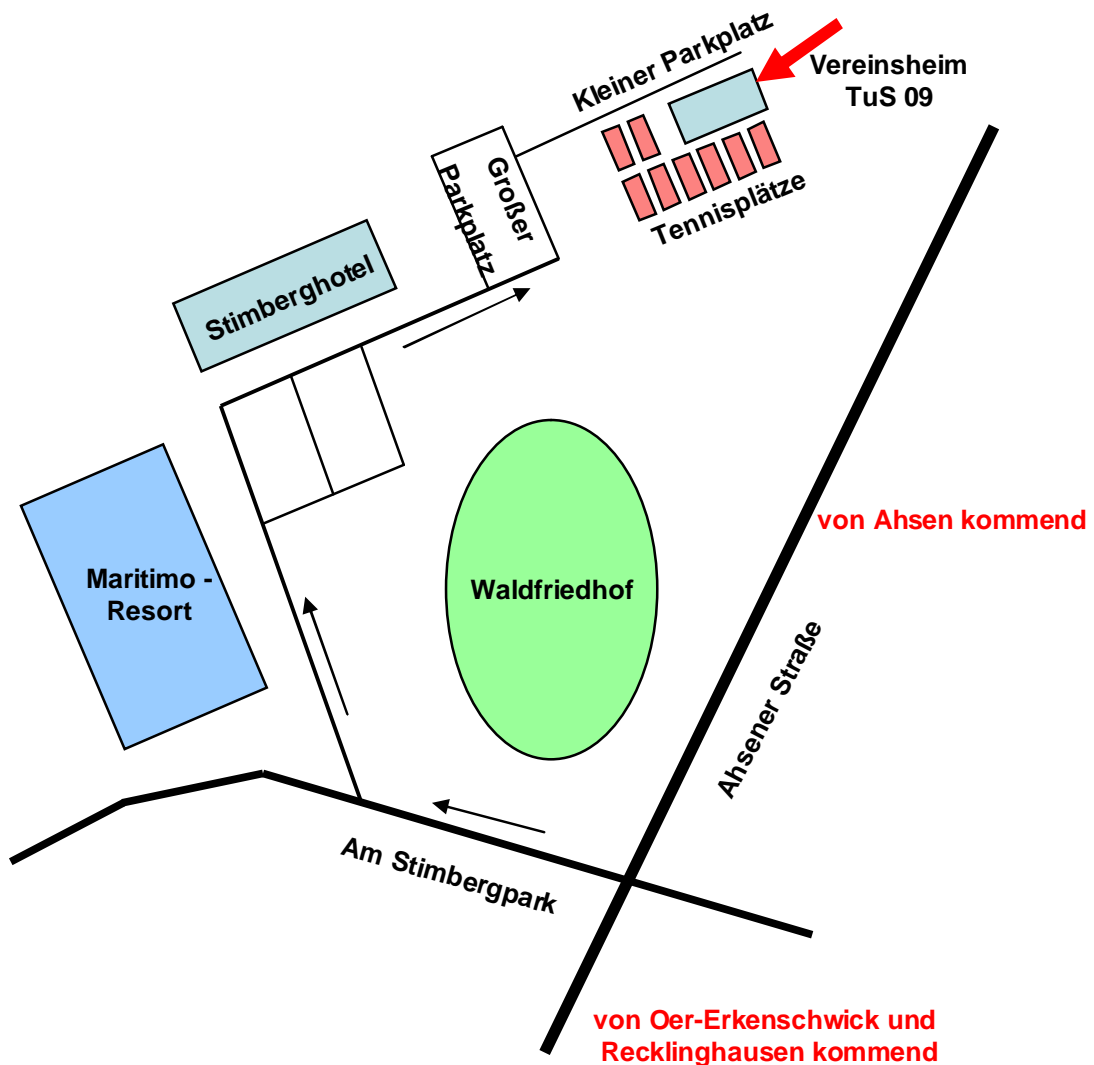 Kleiner Parkplatz
Vereinsheim
TuS 09
Großer
Parkplatz
Tennisplätze
Stimberghotel
von Ahsen kommend
Maritimo -
Resort
Waldfriedhof
Ahsener Straße
Am Stimbergpark
von Oer-Erkenschwick und
Recklinghausen kommend